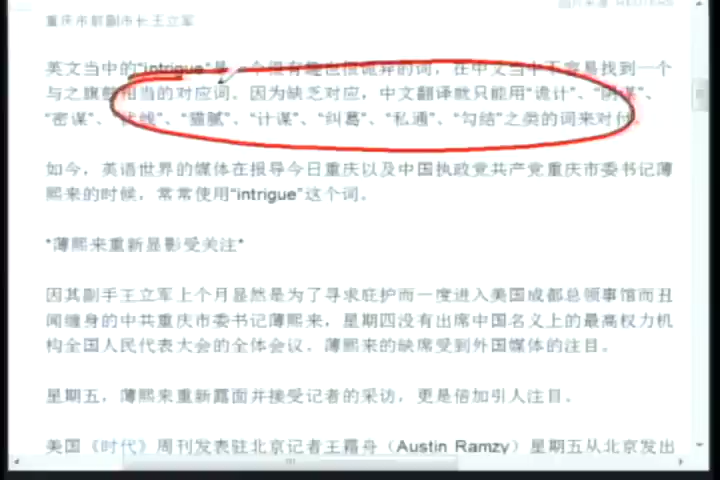 重庆市前副市长王立军
英文当中的"intrigue"是一个很有趣也很诡异的词，在中文当中不容易找到一个
与之旗鼓相当的对应词。因为缺乏对应，中文翻译就只能用"诡计"、"阴谋"、
"密谋"、"伏线"、"猫腻"、"计谋"、"纠葛"、"私通"、"勾结"之类的词来对付。
如今，英语世界的媒体在报导今日重庆以及中国执政党共产党重庆市委书记薄
熙来的时候，常常使用"intrigue"这个词。
*薄熙来重新显影受关注*
因其副手王立军上个月显然是为了寻求庇护而一度进入美国成都总领事馆而丑
闻缠身的中共重庆市委书记薄熙来，星期四没有出席中国名义上的最高权力机
构全国人民代表大会的全体会议。薄熙来的缺席受到外国媒体的注目。
星期五，薄熙来重新露面并接受记者的采访，更是倍加引人注目。
美国《时代》周刊发表驻北京记者王霜舟（Austin Ramzy）星期五从北京发出